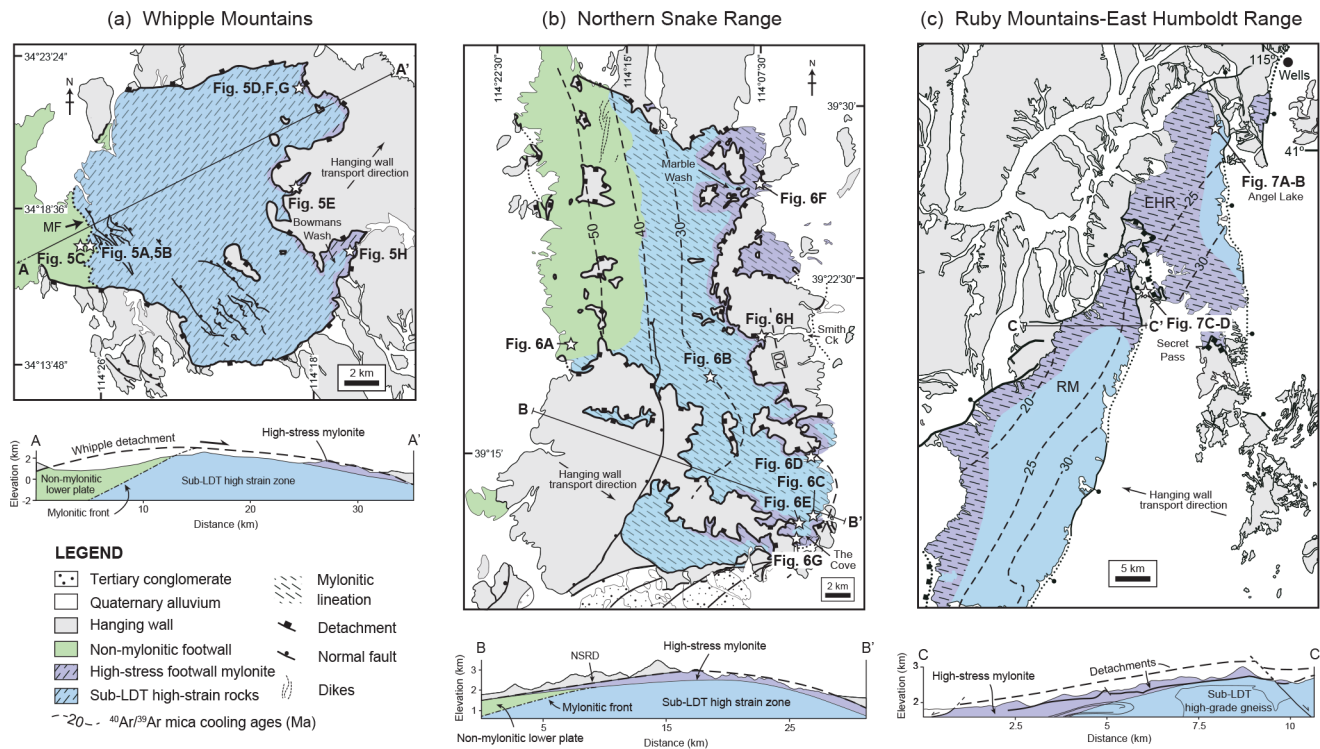 (a) Whipple Mountains
34°23'24"
N
A'
Fig. 5D,F,G
Hanging wall
transport direction
Fig. 5E
34°18'36"
MF
Bowmans
Wash
Fig. 5C
Fig. 5A,5B
Fig. 5H
A
34°13'48"
114°26'
114°18'
2 km
(b) Northern Snake Range
114°22'30"
114°15'
114°07'30"
N
39°30'
Marble
Wash
Fig. 6F
50
40
30
39°22'30"
Fig. 6H
Smith
Ck
Fig. 6A
Fig. 6B
B
39°15'
Fig. 6D
Hanging wall
transport direction
Fig. 6C
Fig. 6E
B'
The
Cove
Fig. 6G
2 km
(c) Ruby Mountains-East Humboldt Range
115°
Wells
N
41°
Fig. 7A-B
Angel Lake
EHR
25
30
C
C'
Fig. 7C-D
Secret
Pass
RM
20
25
30
Hanging wall
transport direction
5 km
A
Whipple detachment
High-stress mylonite
A'
Elevation (km)
2
0
-2
Non-mylonitic
lower plate
Sub-LDT high strain zone
Mylonitic front
10
20
30
Distance (km)
LEGEND
Tertiary conglomerate
Quaternary alluvium
Hanging wall
Non-mylonitic footwall
High-stress footwall mylonite
Sub-LDT high-strain rocks
20 ⁴⁰Ar/³⁹Ar mica cooling ages (Ma)
Mylonitic
lineation
Detachment
Normal fault
Dikes
B
NSRD
High-stress mylonite
B'
Elevation (km)
3
2
1
Mylonitic front
Sub-LDT high strain zone
5
15
25
Non-mylonitic lower plate
Distance (km)
C
High-stress mylonite
Detachments
C
Elevation (km)
3
2
Sub-LDT
high-grade gneiss
2.5
5
7.5
10
Distance (km)